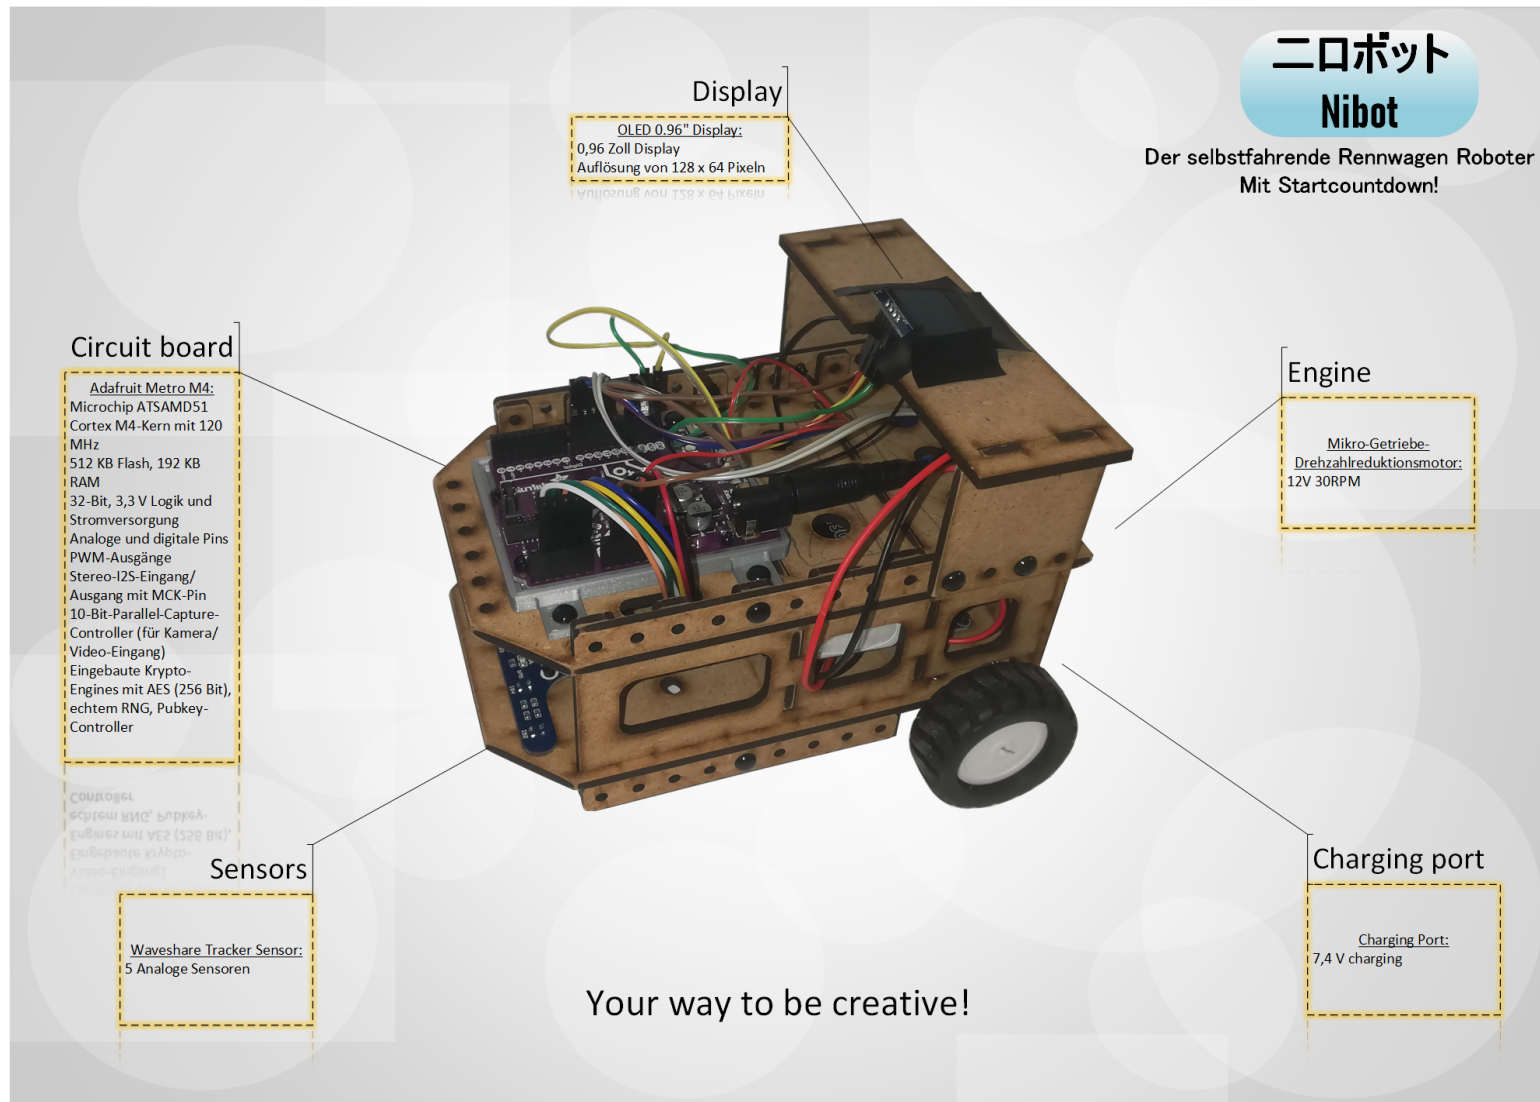 ニロボット
Nibot
Der selbstfahrende Rennwagen Roboter
Mit Startcountdown!
Display
OLED 0.96" Display:
0,96 Zoll Display
Auflösung von 128 x 64 Pixeln
Circuit board
Adafruit Metro M4:
Microchip ATSAMD51
Cortex M4-Kern mit 120
MHz
512 KB Flash, 192 KB
RAM
32-Bit, 3,3 V Logik und
Stromversorgung
Analoge und digitale Pins
PWM-Ausgänge
Stereo-I2S-Eingang/
Ausgang mit MCK-Pin
10-Bit-Parallel-Capture-
Controller (für Kamera/
Video-Eingang)
Eingebaute Krypto-
Engines mit AES (256 Bit),
echtem RNG, Pubkey-
Controller
Engine
Mikro-Getriebe-
Drehzahlreduktionsmotor:
12V 30RPM
Sensors
Waveshare Tracker Sensor:
5 Analoge Sensoren
Charging port
Charging Port:
7,4 V charging
Your way to be creative!